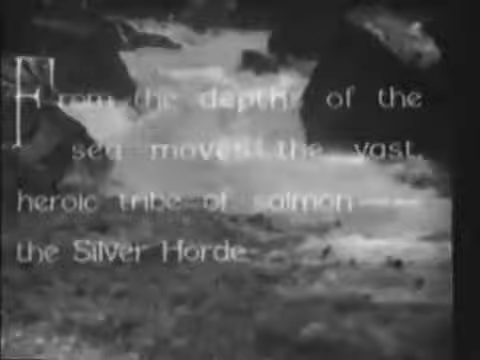 From the depths of the
sea moves the vast,
heroic tribe of salmon——
the Silver Horde